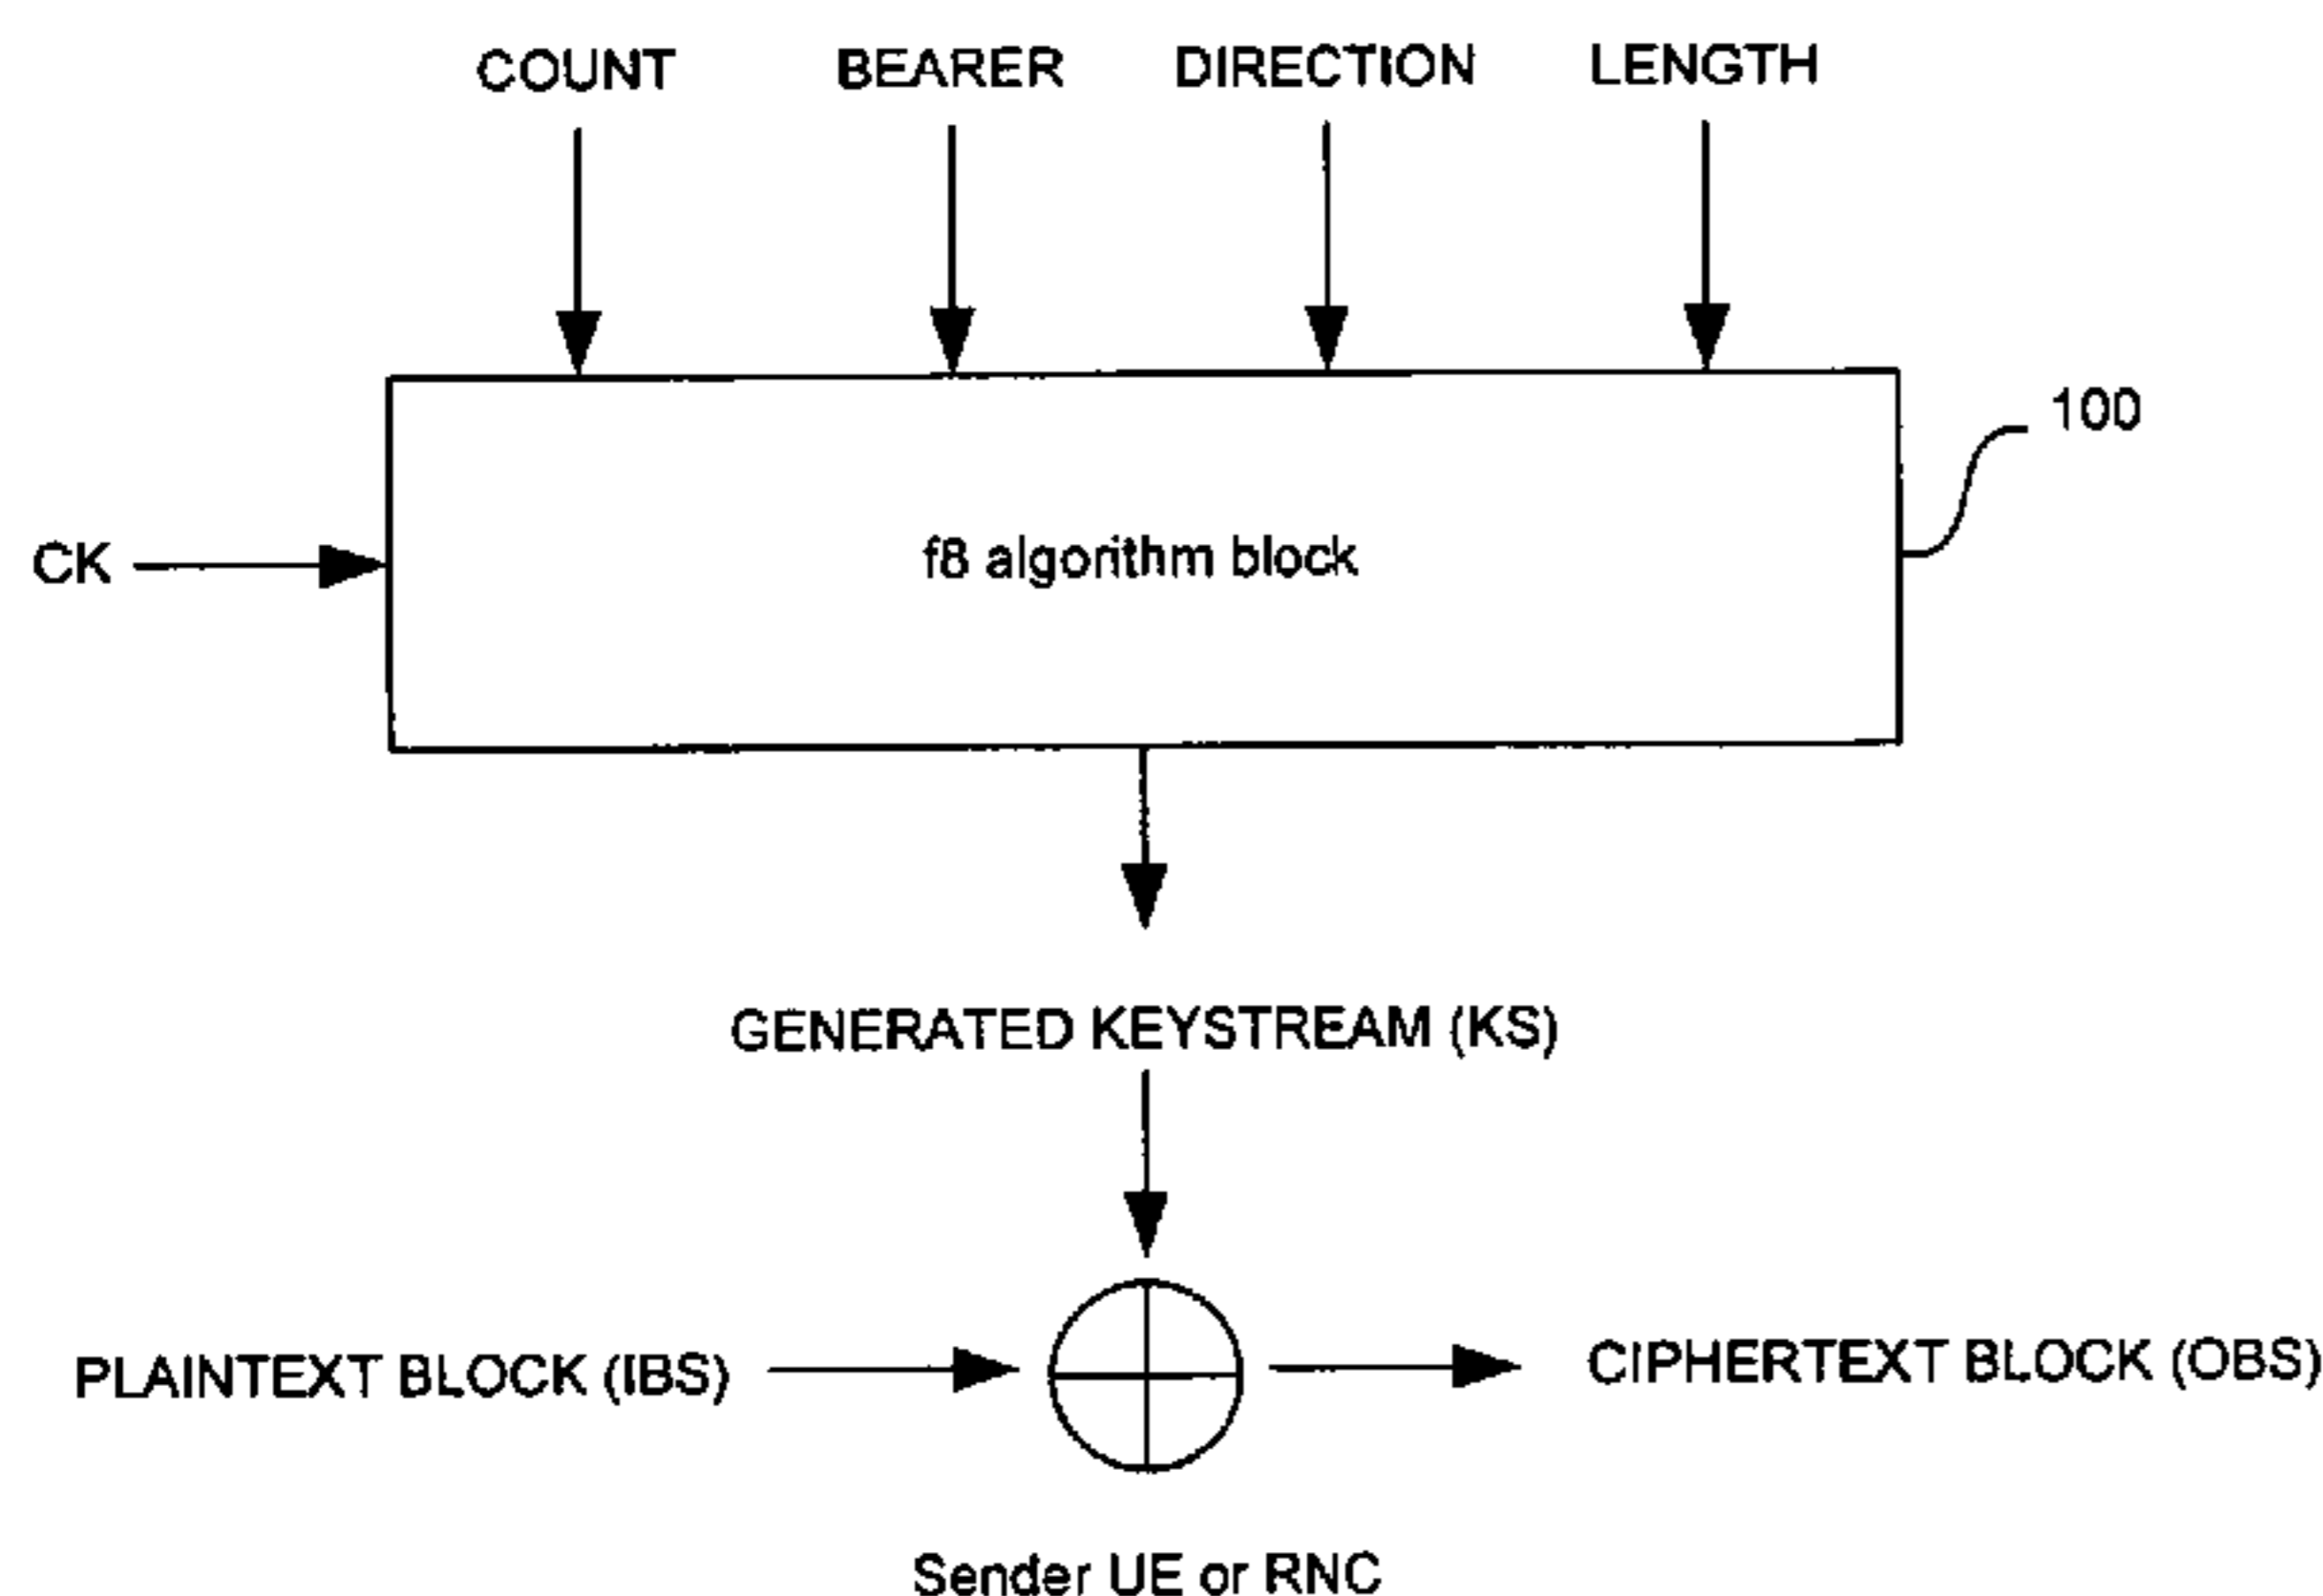 COUNT BEARER DIRECTION LENGTH
100
CK
f8 algorithm block
GENERATED KEYSTREAM (KS)
PLAINTEXT BLOCK (IBS)
CIPHERTEXT BLOCK (OBS)
Sender UE or RNC